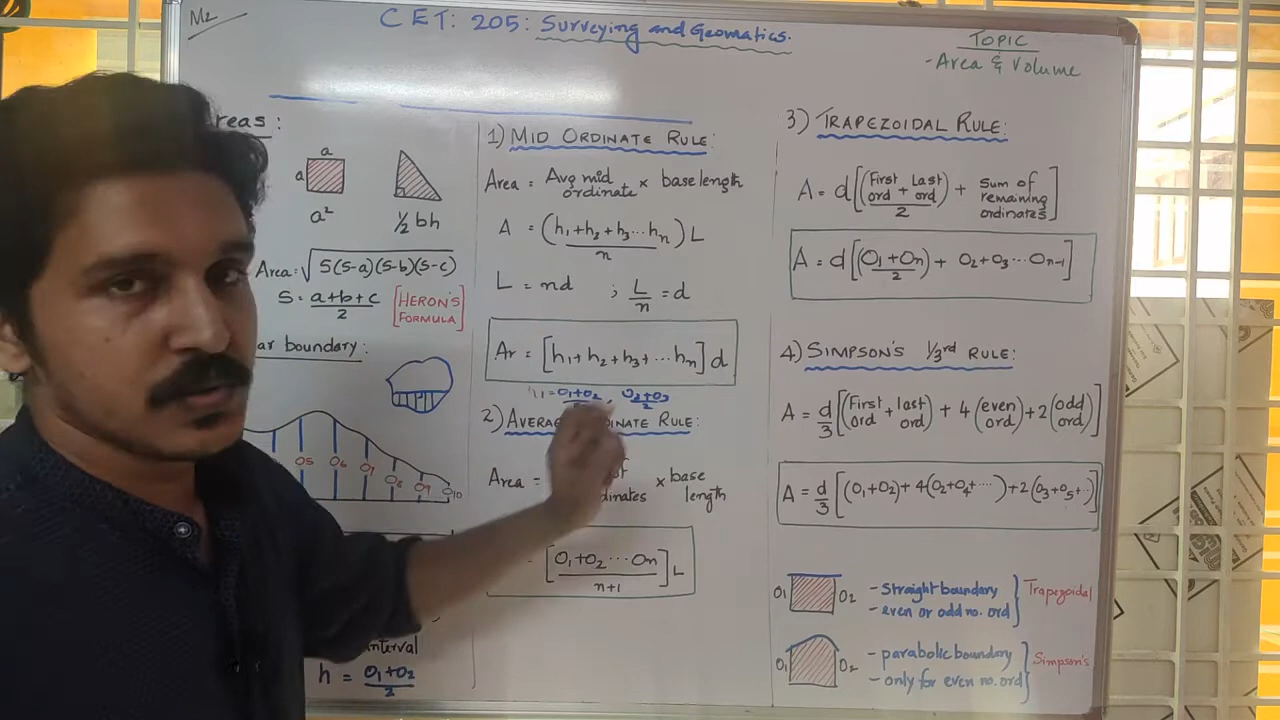 M2
CET: 205: Surveying and Geomatics.
TOPIC
- Area & Volume
reas:
a
a
a²
½ bh
Area = √S(S-a)(S-b)(S-c)
S = a+b+c / 2
[HERON'S FORMULA]
ar boundary:
O5 O6 O7 O8 O9 O10
interval
h = O1+O2 / 2
1) MID ORDINATE RULE:
Area = Avg mid ordinate × base length
A = (h1+h2+h3...hn / n) L
L = nd ; L/n = d
Ar = [h1+h2+h3+...hn] d
O1+O2 , O2+O3 / 2
2) AVERAGE ORDINATE RULE:
Area = × base length
[O1+O2...On / n+1] L
3) TRAPEZOIDAL RULE:
A = d[(First ord + Last ord / 2) + Sum of remaining ordinates]
A = d[(O1+On / 2) + O2+O3...On-1]
4) SIMPSON'S 1/3rd RULE:
A = d/3 [(First ord + last ord) + 4(even ord) + 2(odd ord)]
A = d/3 [(O1+O2)+4(O2+O4+....)+2(O3+O5+..)]
O1 O2 - Straight boundary
- even or odd no. ord } Trapezoidal
O1 O2 - parabolic boundary
- only for even no. ord } Simpson's